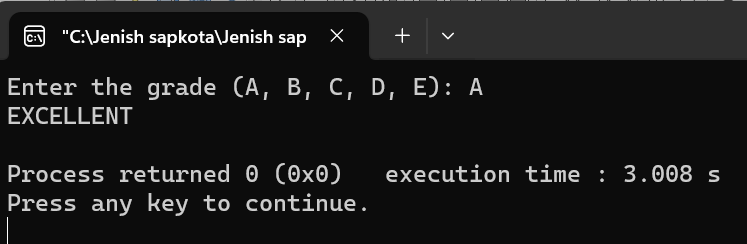 "C:\Jenish sapkota\Jenish sap
Enter the grade (A, B, C, D, E): A
EXCELLENT
Process returned 0 (0x0)   execution time : 3.008 s
Press any key to continue.